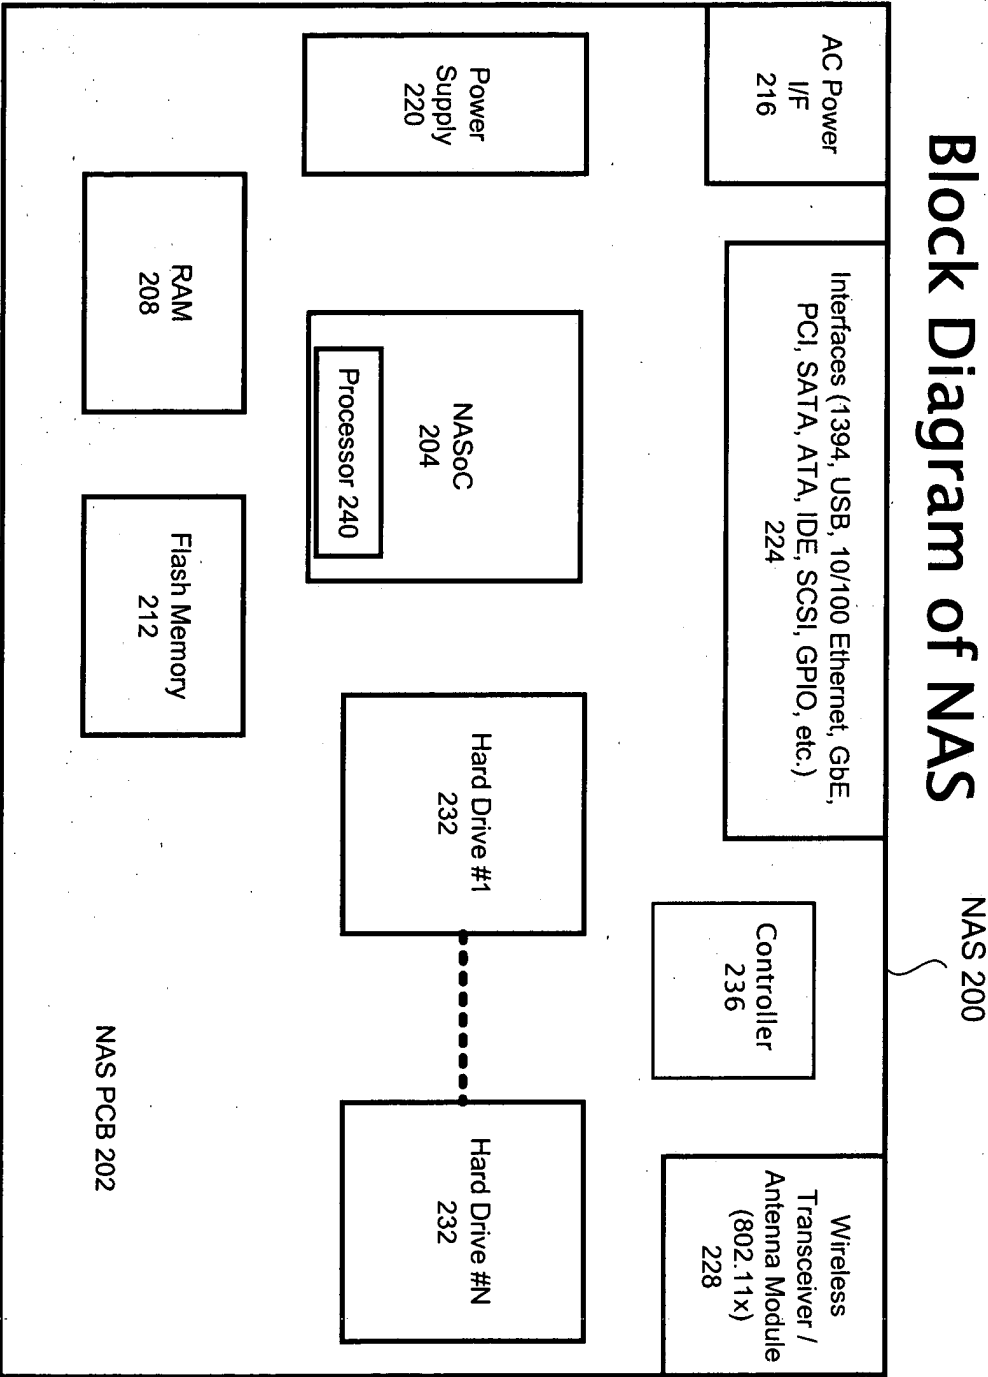 Block Diagram of NAS
NAS 200
AC Power
I/F
216
Interfaces (1394, USB, 10/100 Ethernet, GbE,
PCI, SATA, ATA, IDE, SCSI, GPIO, etc.)
224
Controller
236
Wireless
Transceiver /
Antenna Module
(802.11x)
228
Power
Supply
220
NASoC
204
Processor 240
Hard Drive #1
232
Hard Drive #N
232
RAM
208
Flash Memory
212
NAS PCB 202